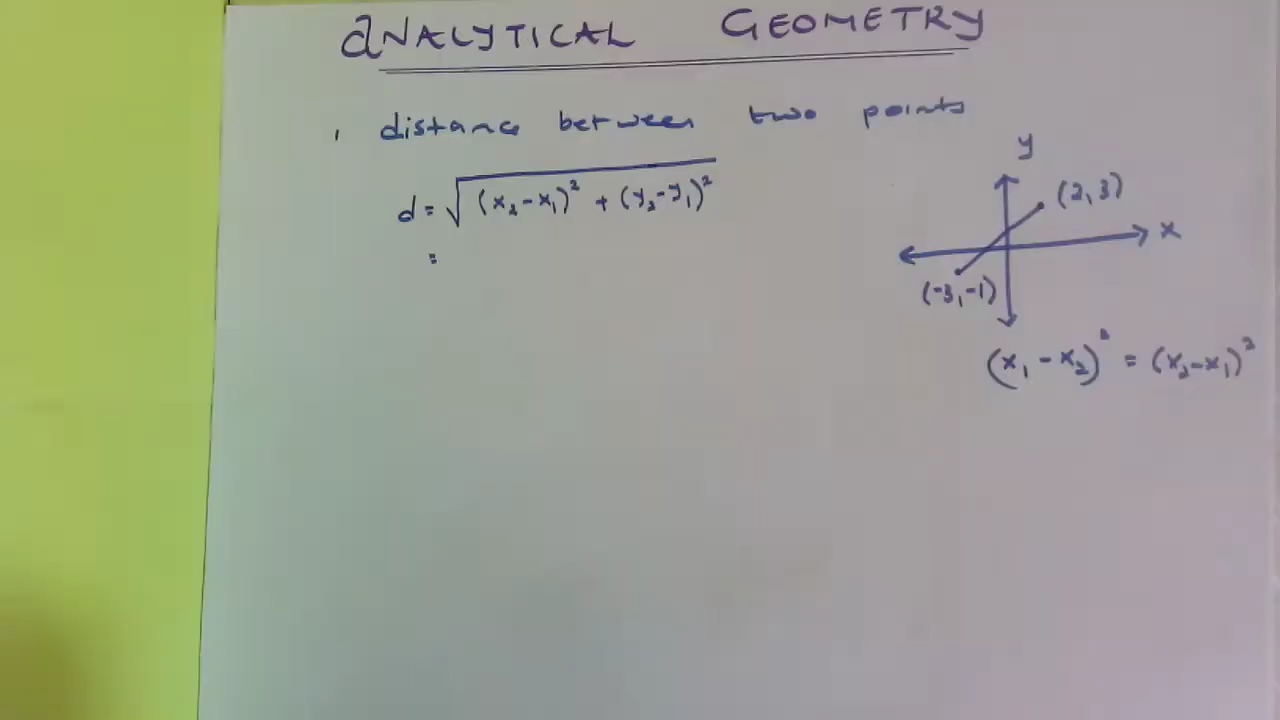 ANALYTICAL GEOMETRY
distance between two points
d = √(x₂-x₁)² + (y₂-y₁)²
=
y
(2,3)
x
(-3,-1)
(x₁ - x₂)² = (x₂-x₁)²